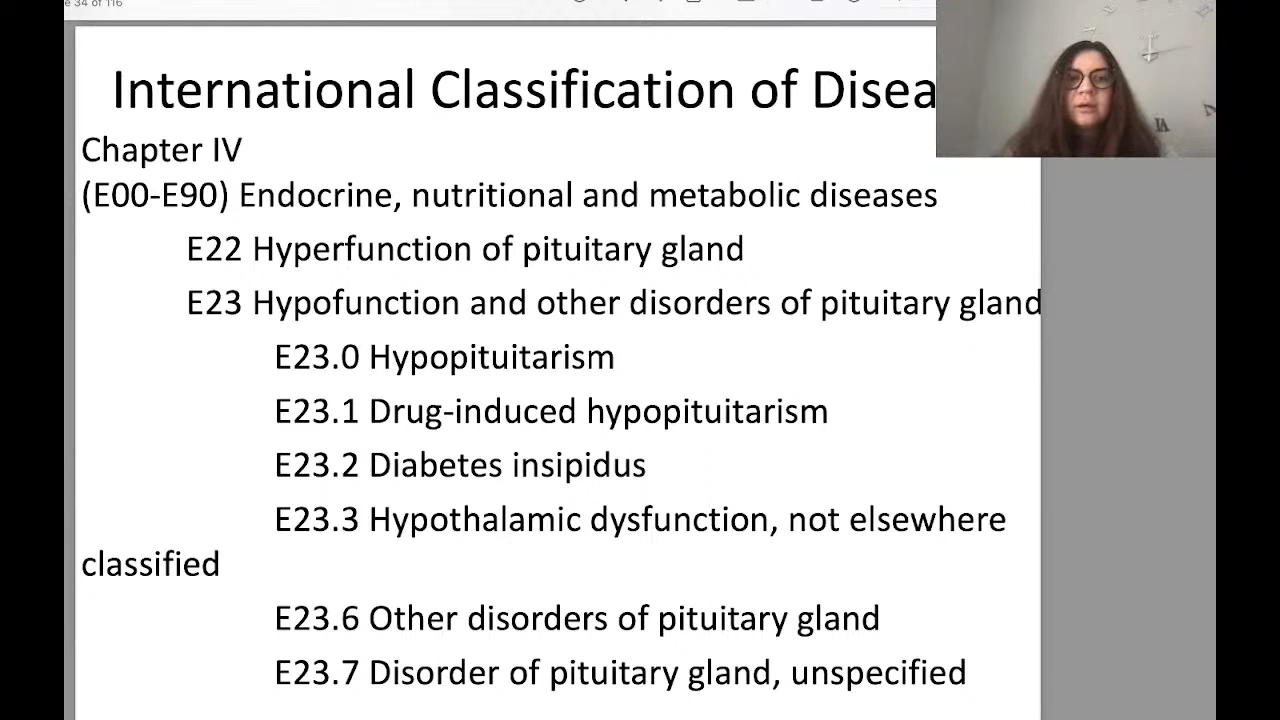 e 34 of 116
International Classification of Disea
Chapter IV
(E00-E90) Endocrine, nutritional and metabolic diseases
E22 Hyperfunction of pituitary gland
E23 Hypofunction and other disorders of pituitary gland
E23.0 Hypopituitarism
E23.1 Drug-induced hypopituitarism
E23.2 Diabetes insipidus
E23.3 Hypothalamic dysfunction, not elsewhere
classified
E23.6 Other disorders of pituitary gland
E23.7 Disorder of pituitary gland, unspecified